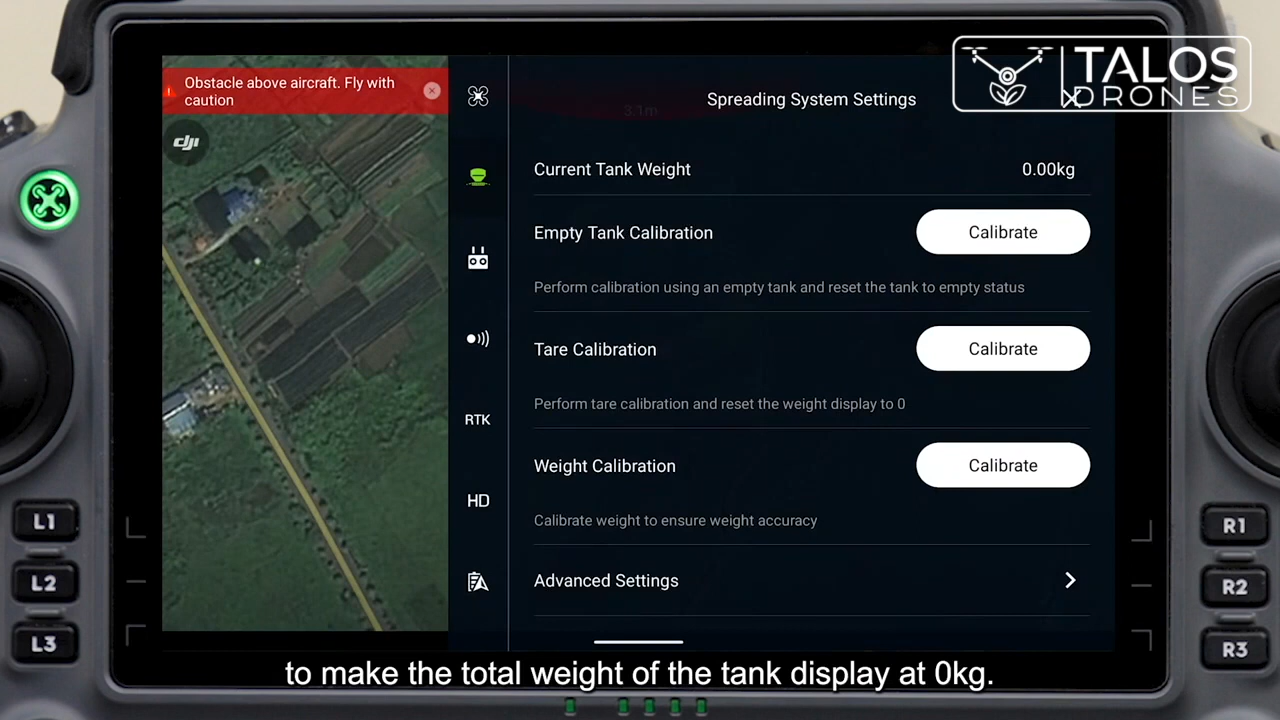 Obstacle above aircraft. Fly with
caution
dji
3.1m
Spreading System Settings
TALOS
DRONES
Current Tank Weight
0.00kg
Empty Tank Calibration
Calibrate
Perform calibration using an empty tank and reset the tank to empty status
Tare Calibration
Calibrate
Perform tare calibration and reset the weight display to 0
RTK
Weight Calibration
Calibrate
HD
Calibrate weight to ensure weight accuracy
Advanced Settings
L1
L2
L3
R1
R2
R3
to make the total weight of the tank display at 0kg.